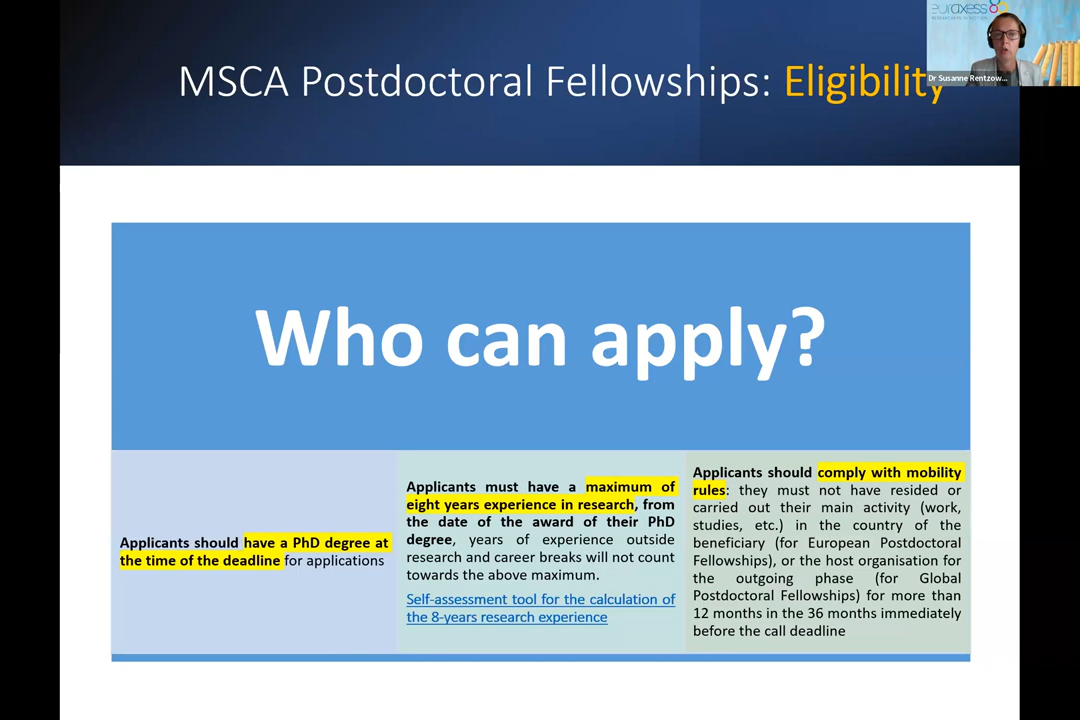 euraxess
RESEARCHERS IN MOTION
Dr Susanne Rentzow...
MSCA Postdoctoral Fellowships: Eligibility
Who can apply?
Applicants should have a PhD degree at
the time of the deadline for applications
Applicants must have a maximum of
eight years experience in research, from
the date of the award of their PhD
degree, years of experience outside
research and career breaks will not count
towards the above maximum.
Self-assessment tool for the calculation of
the 8-years research experience
Applicants should comply with mobility
rules: they must not have resided or
carried out their main activity (work,
studies, etc.) in the country of the
beneficiary (for European Postdoctoral
Fellowships), or the host organisation for
the outgoing phase (for Global
Postdoctoral Fellowships) for more than
12 months in the 36 months immediately
before the call deadline